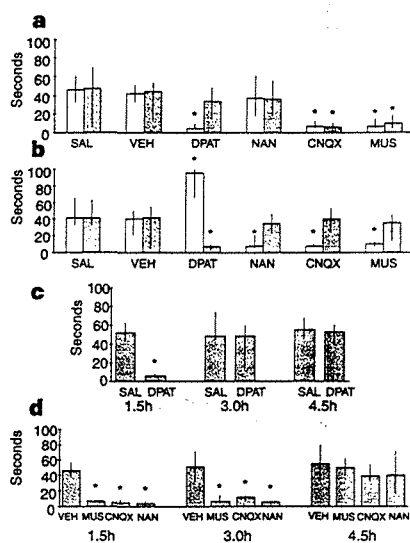 a
Seconds
100
80
60
40
20
0
SAL VEH DPAT NAN CNQX MUS
* * * * *
b
Seconds
100
80
60
40
20
0
SAL VEH DPAT NAN CNQX MUS
* * * * *
c
Seconds
100
80
60
40
20
0
SAL DPAT SAL DPAT SAL DPAT
1.5h 3.0h 4.5h
*
d
Seconds
100
80
60
40
20
0
VEH MUS CNQX NAN VEH MUS CNQX NAN VEH MUS CNQX NAN
1.5h 3.0h 4.5h
* * * * * *